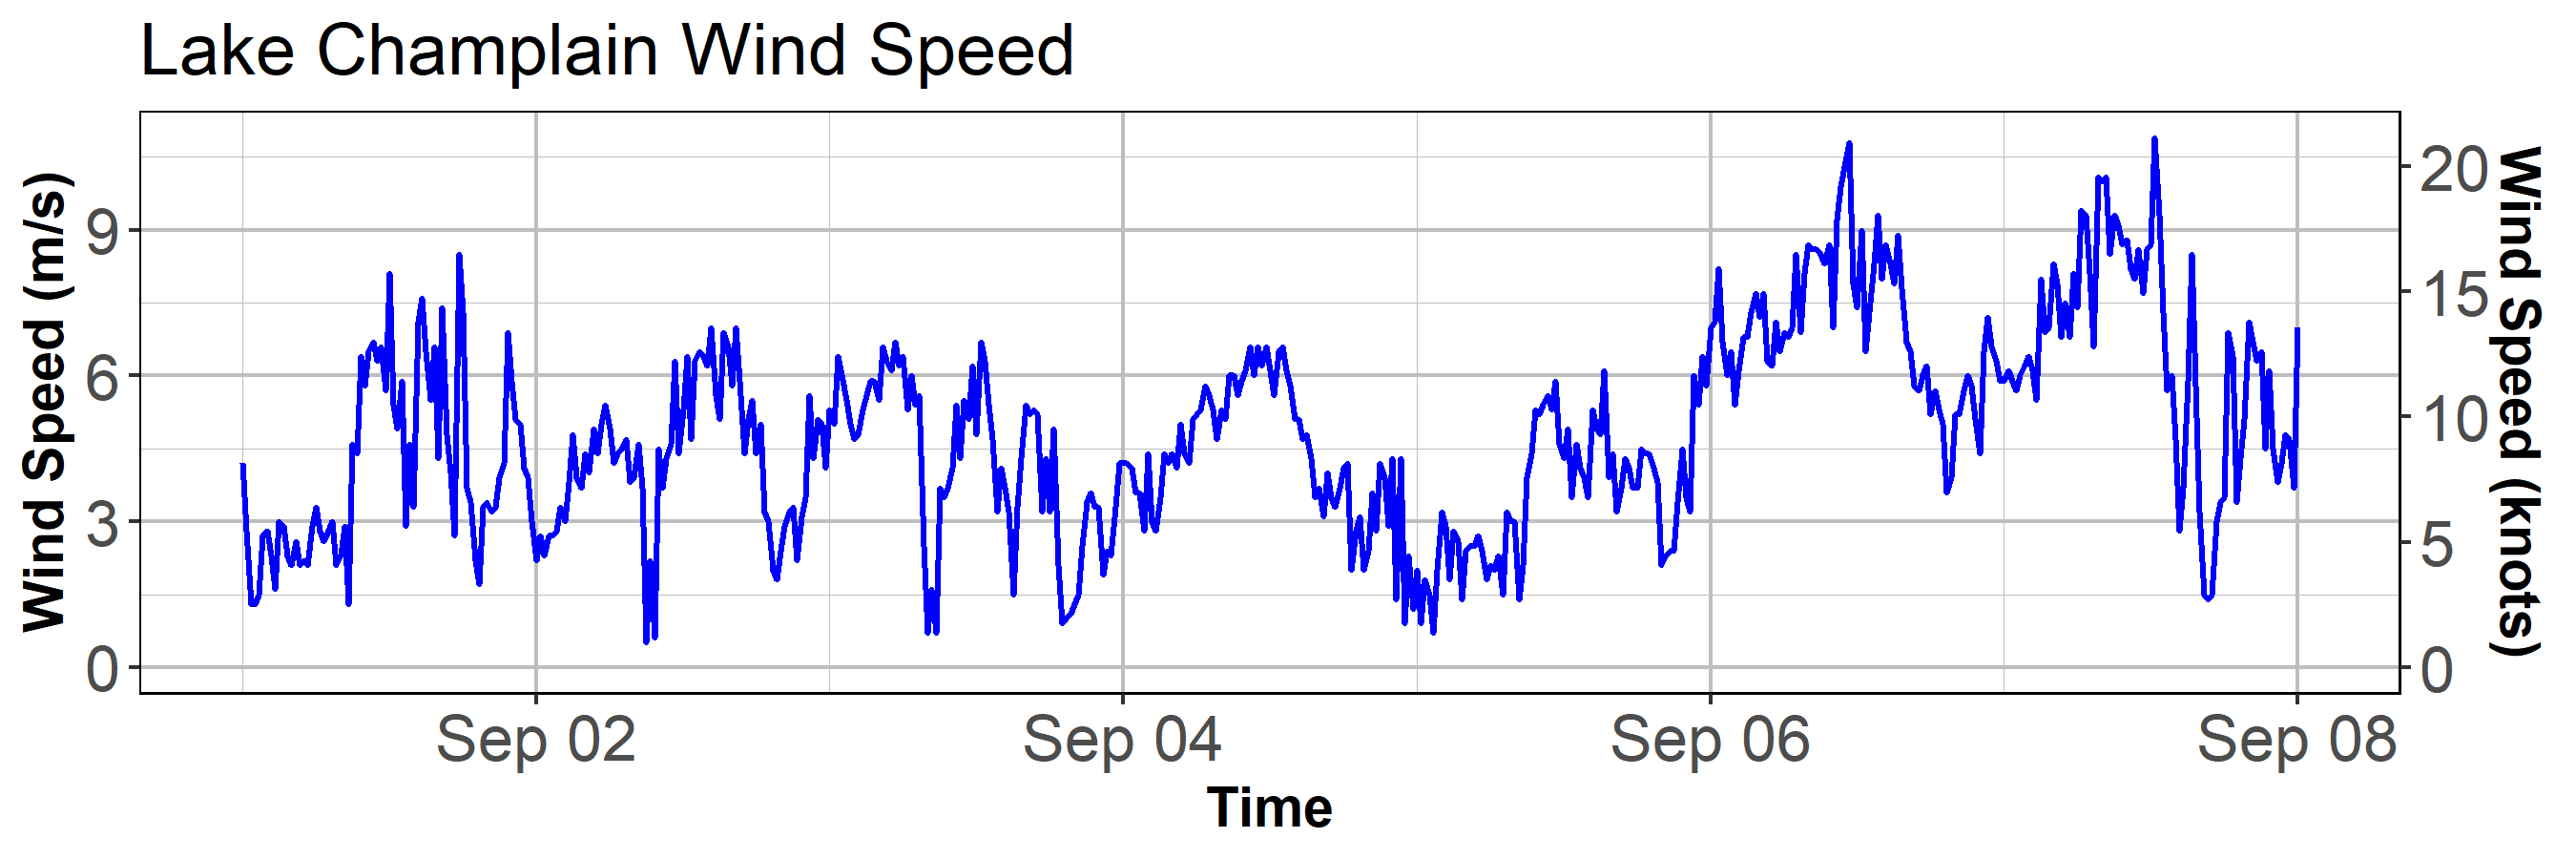 Lake Champlain Wind Speed
Wind Speed (m/s)
9
6
3
0
20
15
10
5
0
Wind Speed (knots)
Sep 02
Sep 04
Sep 06
Sep 08
Time